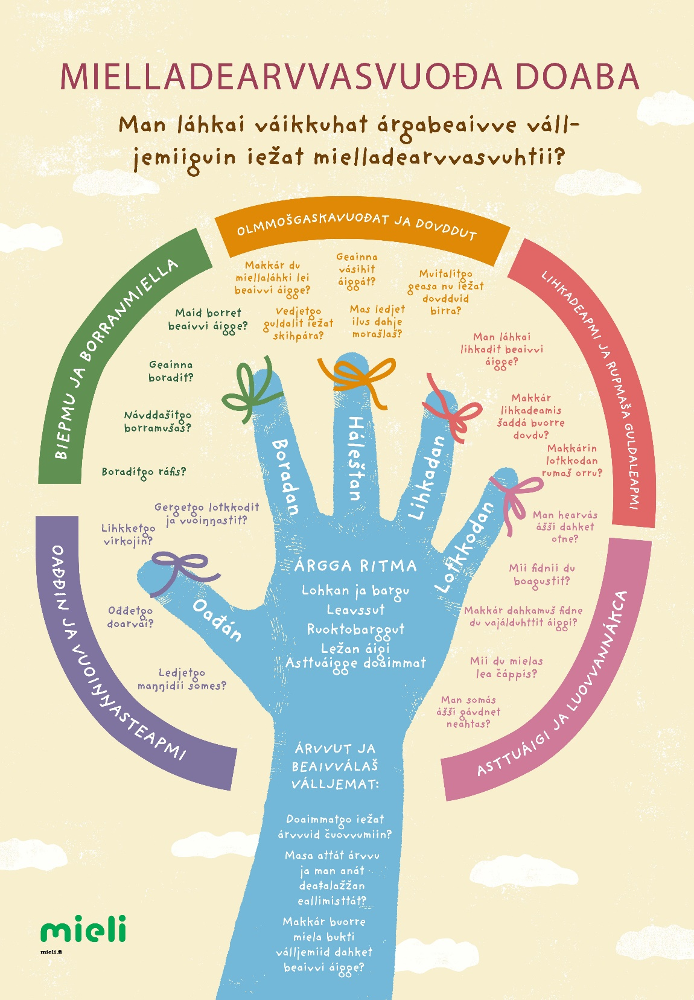 MIELLADEARVVASVUOĐA DOABA
Man láhkai váikkuhat árgabeaivve váll-
jemiiguin iežat mielladearvvasvuhtii?
OLMMOŠGASKAVUOĐAT JA DOVDDUT
Makkár du
miellaláhki lei
beaivvi áigge?
Geainna
vásihit
áiggát?
Muitalitgo
geasa nu iežat
dovdduid
birra?
Vedjetgo
guldalit iežat
skihpára?
Mas ledjet
ilus dahje
morašlaš?
BIEPMU JA BORRANMIELLA
Maid borret
beaivvi áigge?
Geainna
boradit?
Návddašitgo
borramušas?
Boraditgo ráfis?
LIHKADEAPMI JA RUPMAŠA GULDALEAPMI
Man láhkai
lihkadit beaivvi
áigge?
Makkár
lihkadeamis
šaddá buorre
dovdu?
Makkárin
lotkkodan
rumaš orru?
OAĐĐIN JA VUOIŊŊASTEAPMI
Gergetgo lotkkodit
ja vuoiŋŋastit?
Lihkketgo
virkojin?
Ođđetgo
doarvái?
Ledjetgo
maŋŋidii somes?
ASTTUÁIGI JA LUOVVANNÁKCA
Man hearvás
ášši dahket
otne?
Mii fidnii du
boagustit?
Makkár dahkamuš fidne
du vajálduhttit áiggi?
Mii du mielas
lea čáppis?
Man somás
ášši gávdnet
neahtas?
Oađán
Boradan
Háleštan
Lihkadan
Lotkkodan
ÁRGGA RITMA
Lohkan ja bargu
Leavssut
Ruoktobarggut
Ležan áigi
Asttuáigge doaimmat
ÁRVVUT JA
BEAIVVÁLAŠ
VÁLLJEMAT:
Doaimmatgo iežat
árvvuid čuovvumiin?
Masa attát árvvu
ja man anát
deaŧalažžan
eallimisttát?
Makkár buorre
miela bukti
válljemiid dahket
beaivvi áigge?
mieli
mieli.fi